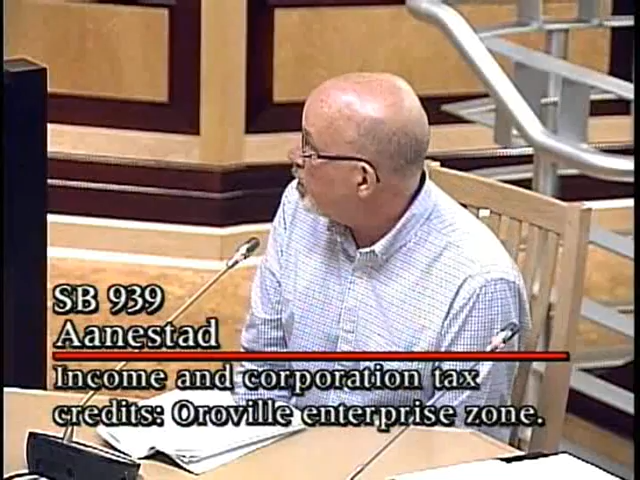 SB 939
Aanestad
Income and corporation tax
credits: Oroville enterprise zone.